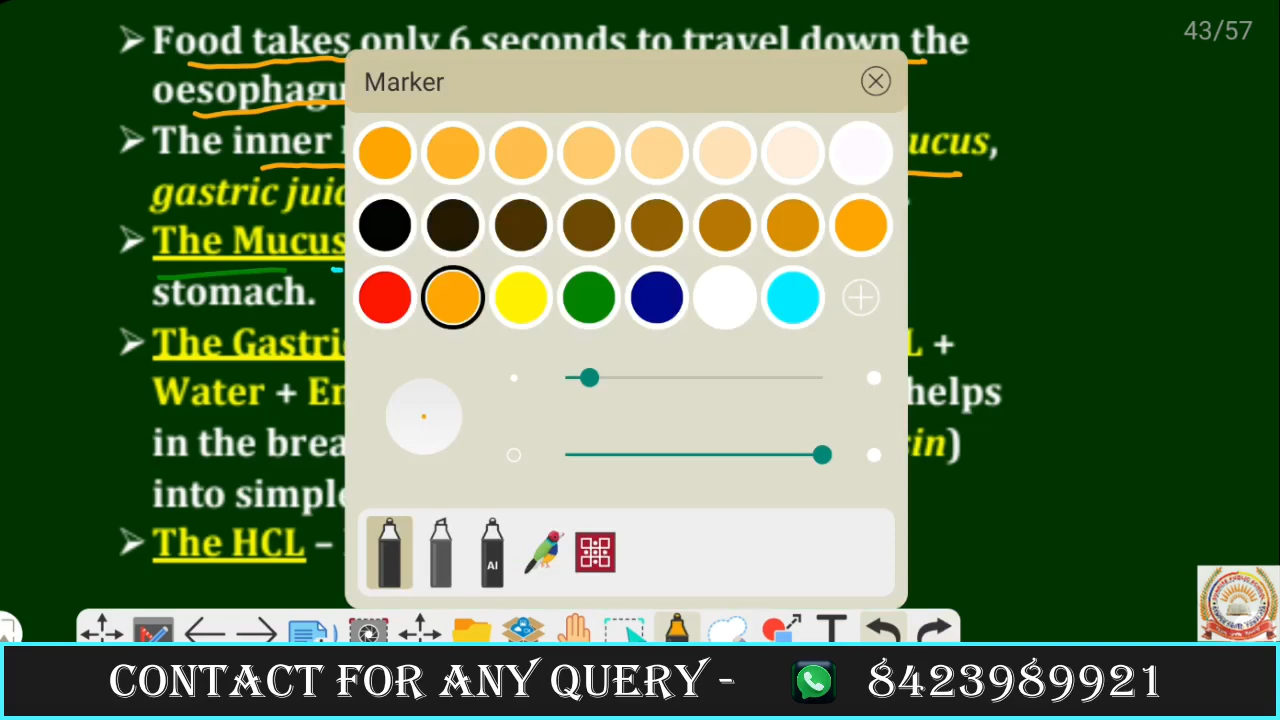 43/57
Food takes only 6 seconds to travel down the
oesophagu
Marker
The inner
ucus,
gastric juic
The Mucus
stomach.
The Gastri
L +
Water + En
helps
in the brea
sin)
into simple
The HCL –
AI
T
CONTACT FOR ANY QUERY - 8423989921